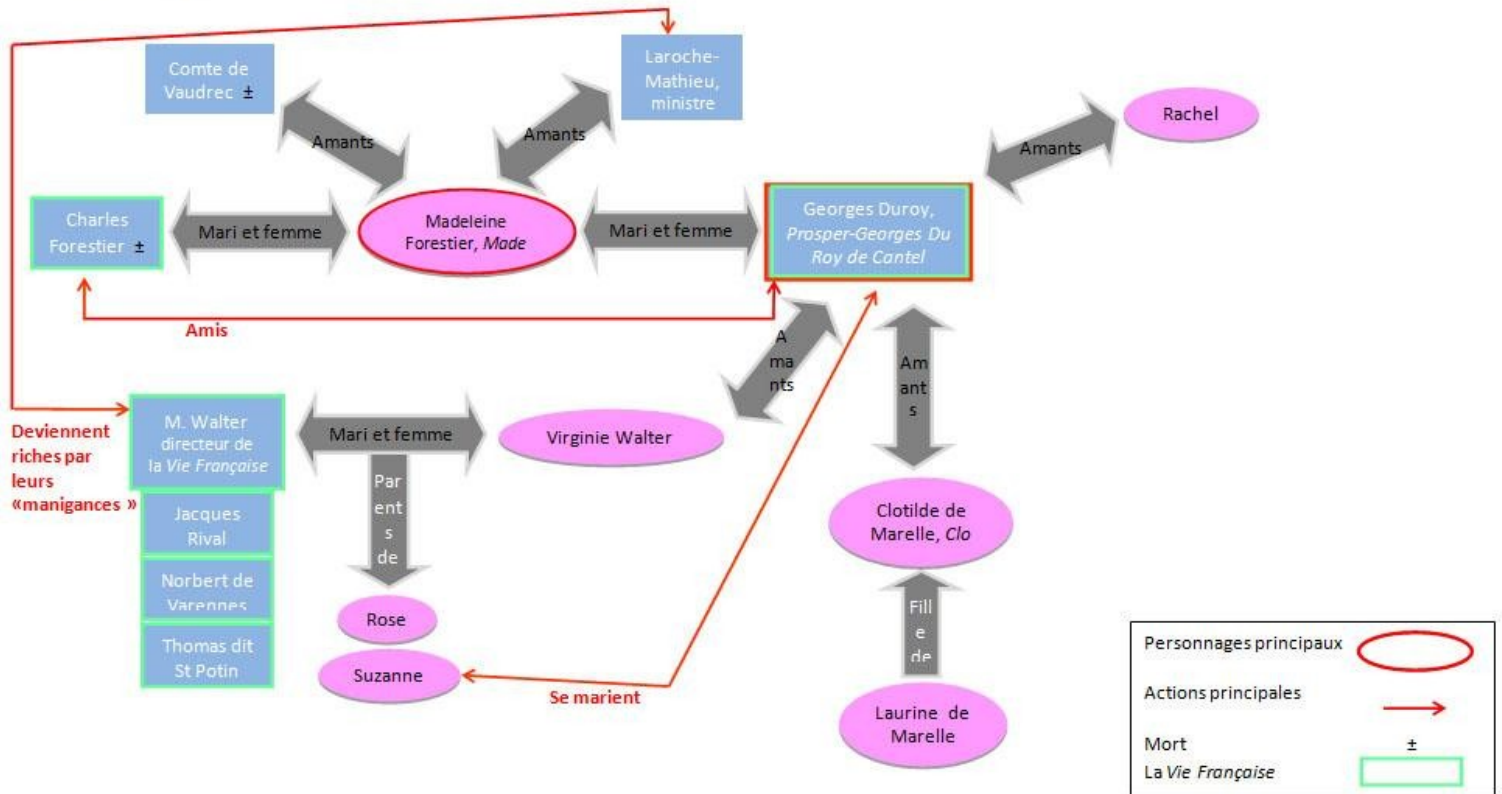 Comte de
Vaudrec ±
Laroche-
Mathieu,
ministre
Rachel
Amants
Amants
Amants
Charles
Forestier ±
Mari et femme
Madeleine
Forestier, Made
Mari et femme
Georges Duroy,
Prosper-Georges Du
Roy de Cantel
Amis
A
ma
nts
Am
ant
s
Deviennent
riches par
leurs
«manigances »
M. Walter
directeur de
la Vie Française
Mari et femme
Virginie Walter
Jacques
Rival
Norbert de
Varennes
Thomas dit
St Potin
Par
ent
s
de
Rose
Suzanne
Se marient
Clotilde de
Marelle, Clo
Fill
e
de
Laurine de
Marelle
Personnages principaux
Actions principales
Mort ±
La Vie Française